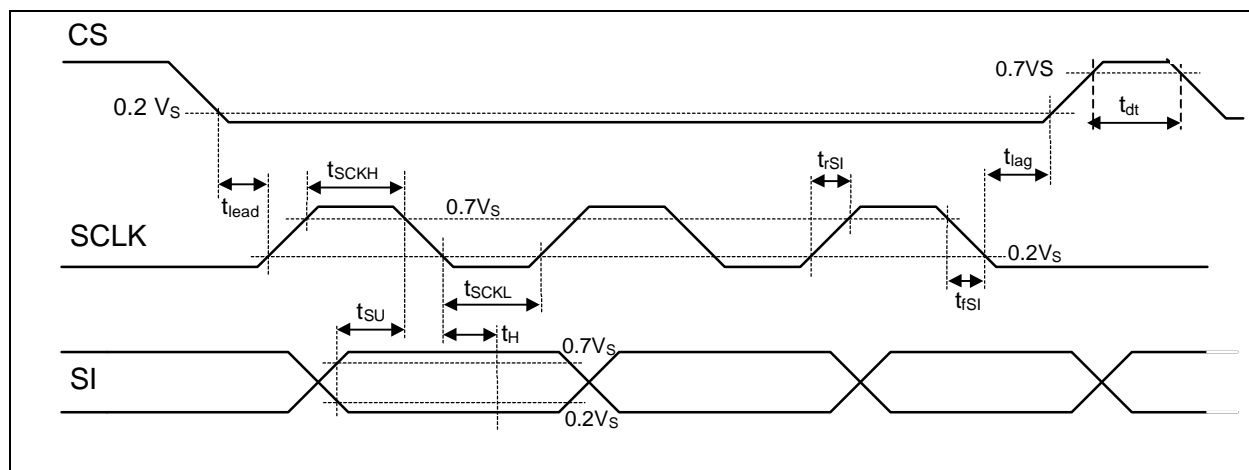 CS
0.7VS
0.2 VS
tdt
tSCKH
trSI
tlag
tlead
0.7VS
SCLK
0.2VS
tSCKL
tfSI
tSU
tH
0.7VS
SI
0.2VS